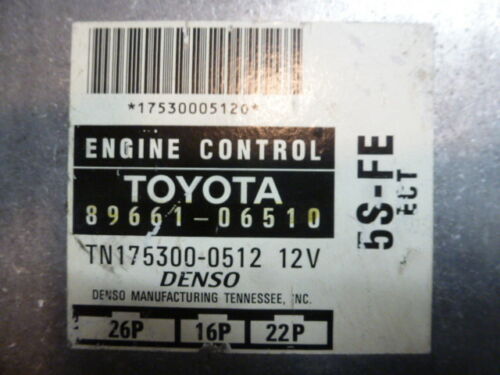 *17530005120*
ENGINE CONTROL
TOYOTA
89661-06510
TN175300-0512 12V
DENSO
DENSO MANUFACTURING TENNESSEE, INC.
26P 16P 22P
5S-FE
ECT